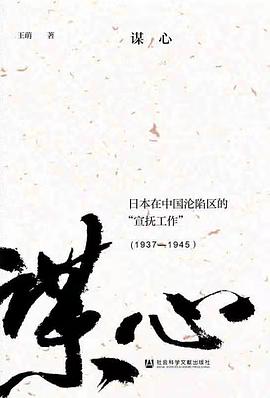 王萌 著
谋 心
日本在中国沦陷区的
“宣抚工作”
(1937—1945)
谋心
社会科学文献出版社